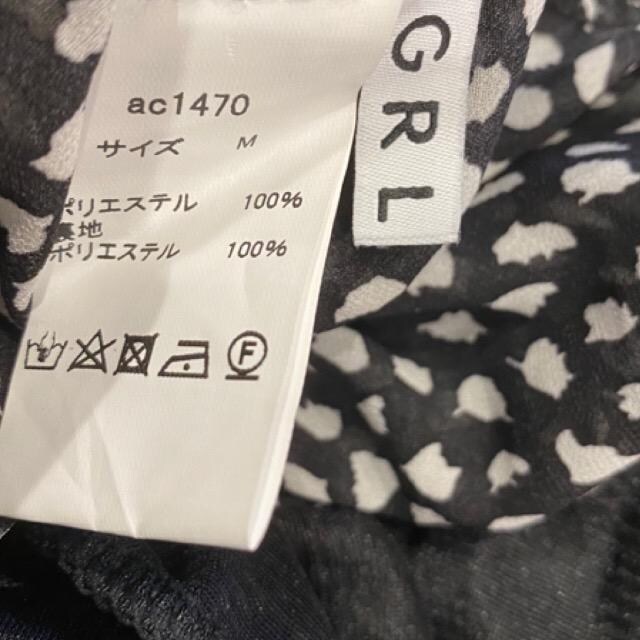 ac1470
サイズ M
ポリエステル 100%
裏地
ポリエステル 100%
F
GRL